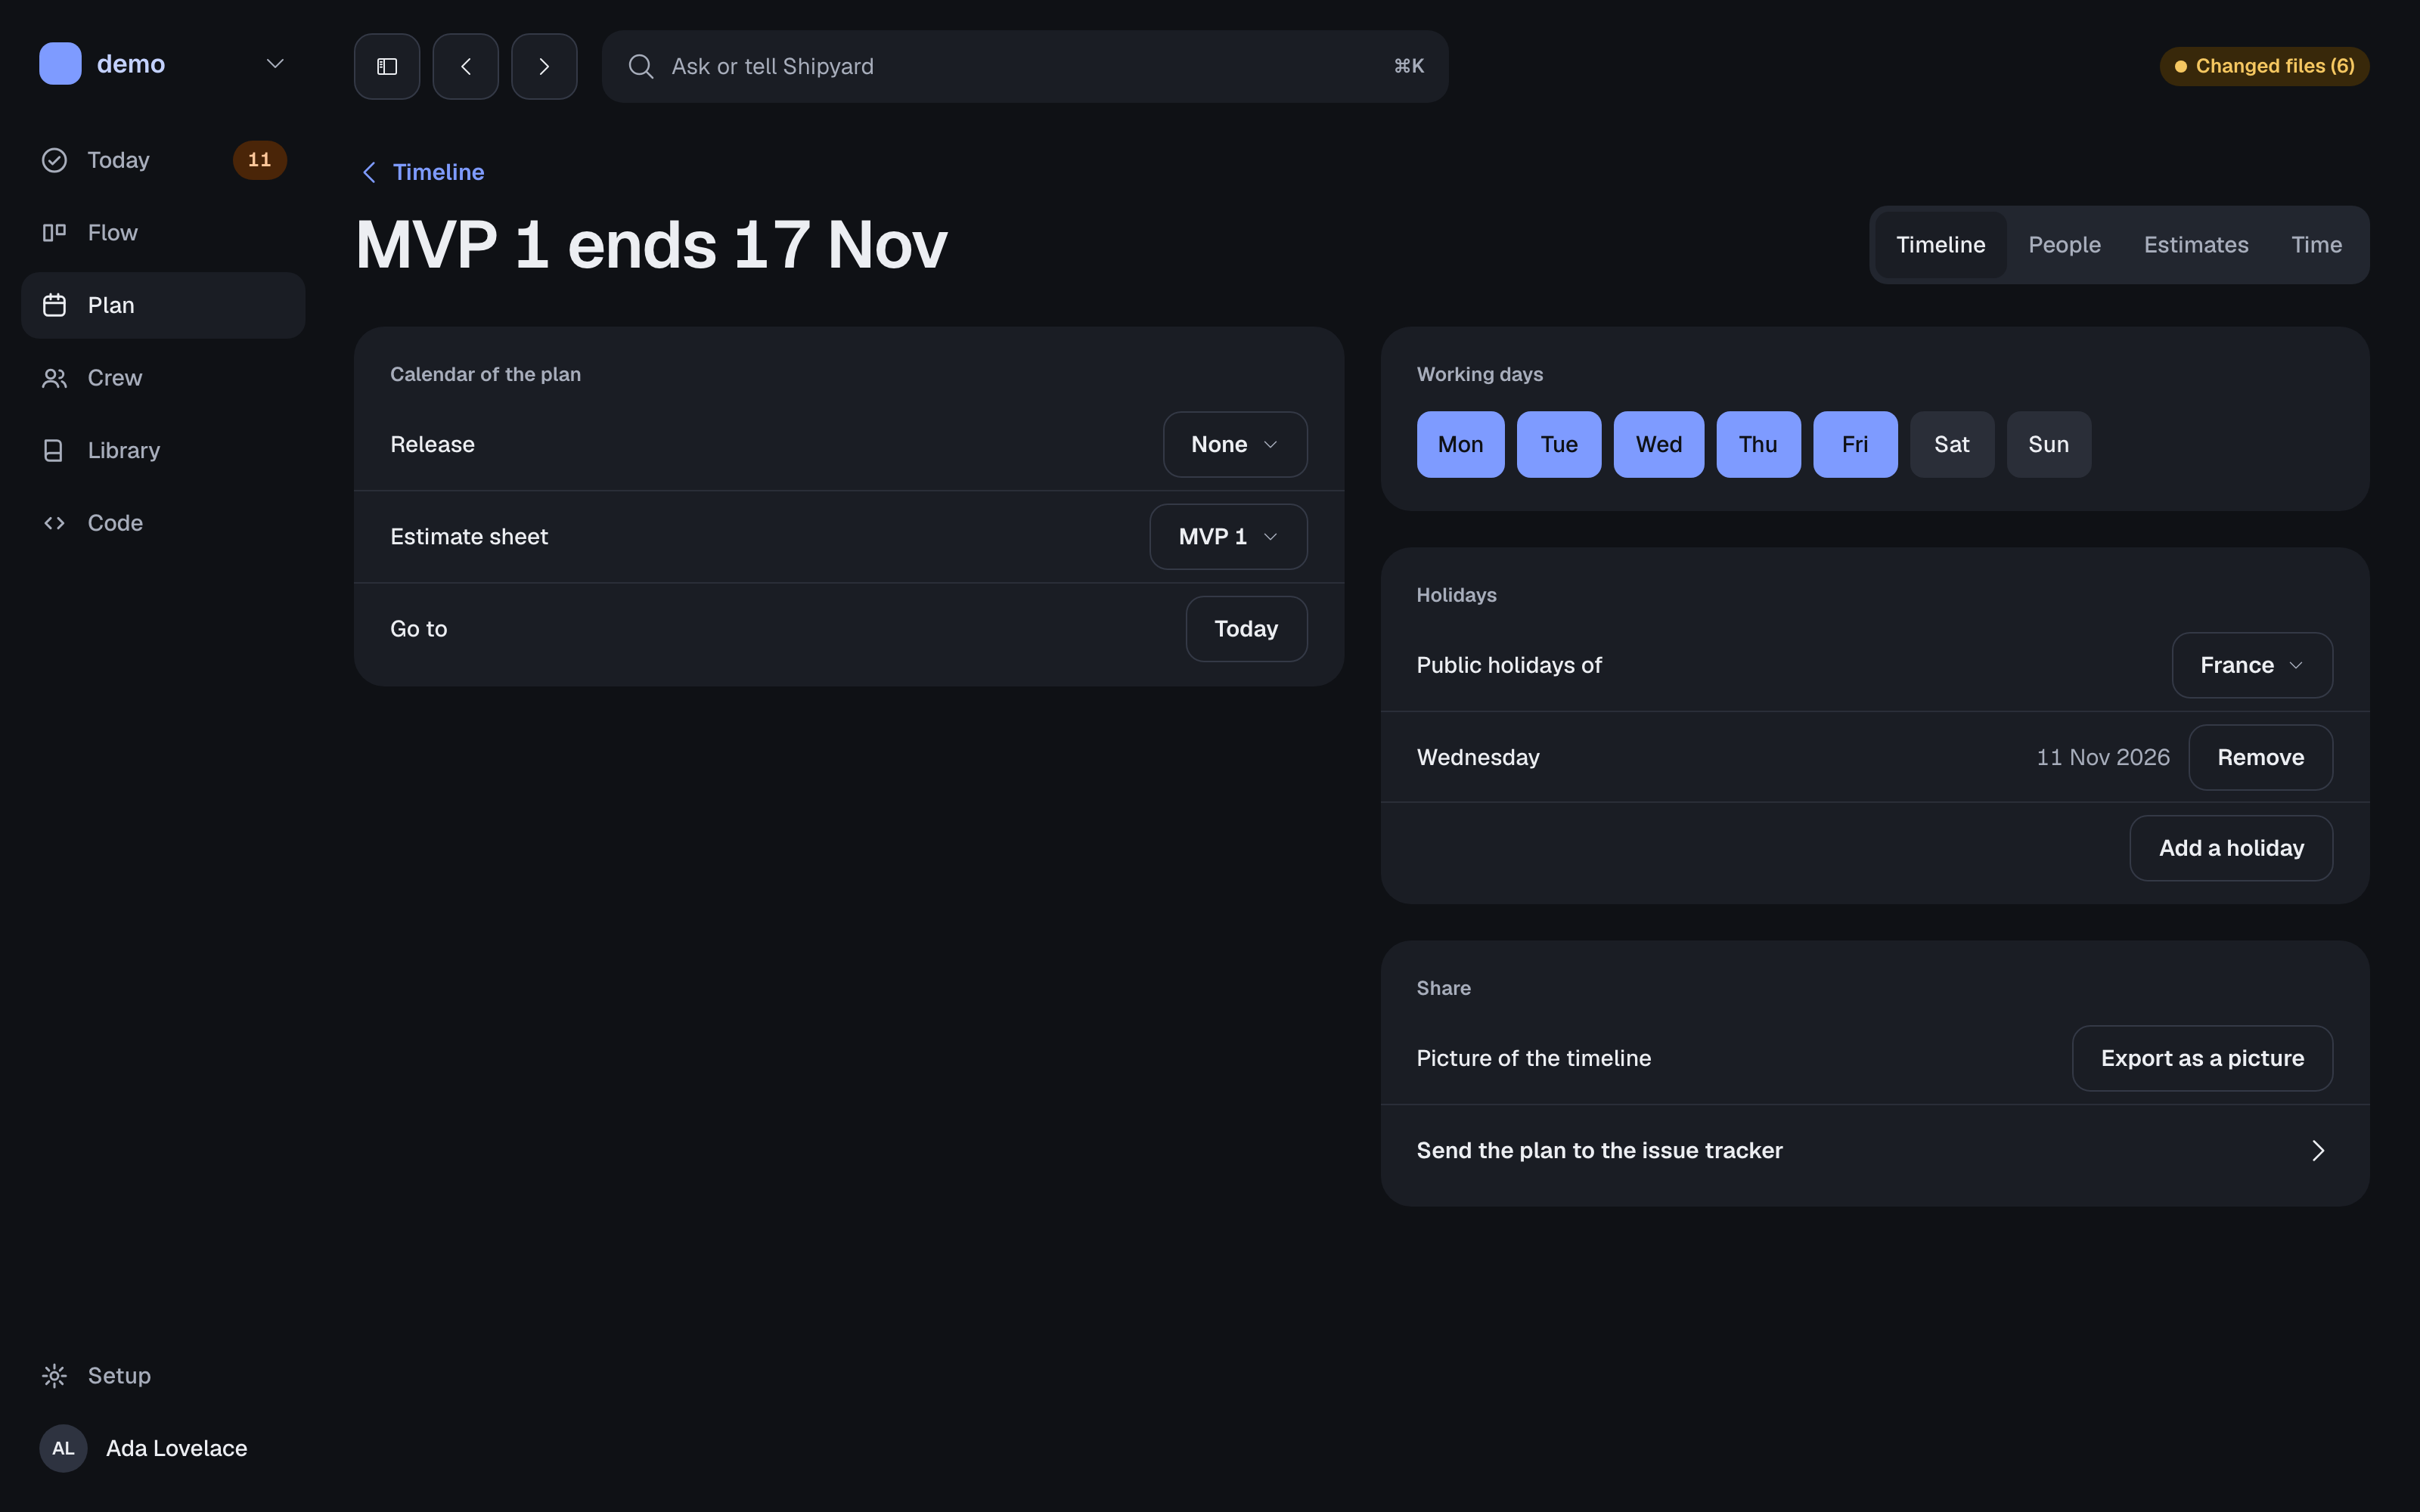 demo
Ask or tell Shipyard
⌘K
Changed files (6)
Today
11
Flow
Plan
Crew
Library
Code
Timeline
MVP 1 ends 17 Nov
Timeline
People
Estimates
Time
Calendar of the plan
Release
None
Estimate sheet
MVP 1
Go to
Today
Working days
Mon
Tue
Wed
Thu
Fri
Sat
Sun
Holidays
Public holidays of
France
Wednesday
11 Nov 2026
Remove
Add a holiday
Share
Picture of the timeline
Export as a picture
Send the plan to the issue tracker
Setup
AL
Ada Lovelace